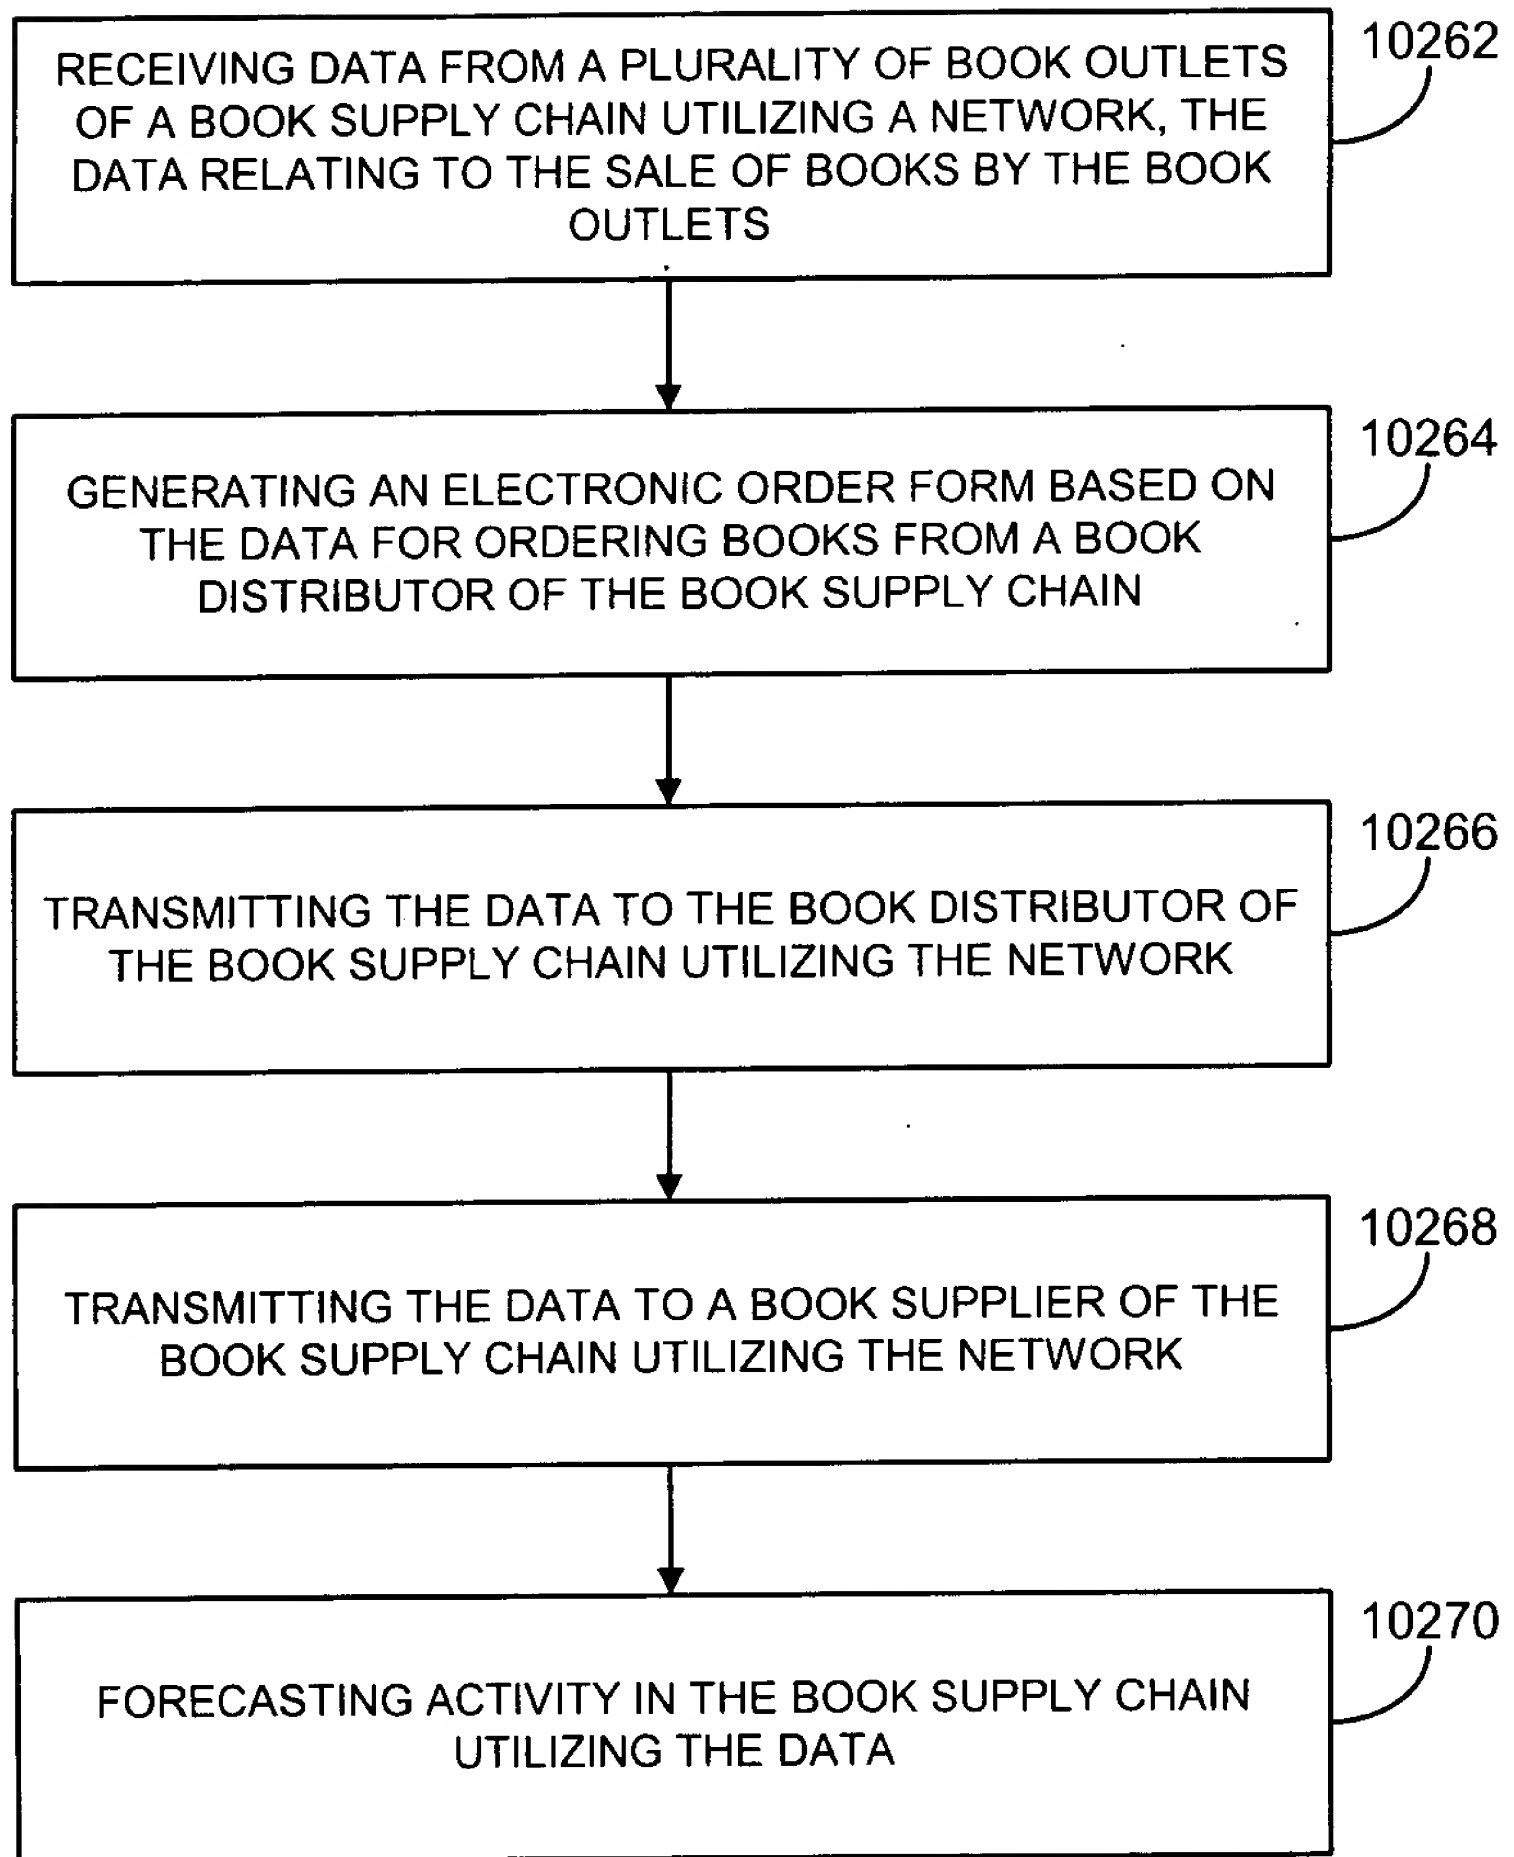 10262
RECEIVING DATA FROM A PLURALITY OF BOOK OUTLETS
OF A BOOK SUPPLY CHAIN UTILIZING A NETWORK, THE
DATA RELATING TO THE SALE OF BOOKS BY THE BOOK
OUTLETS
10264
GENERATING AN ELECTRONIC ORDER FORM BASED ON
THE DATA FOR ORDERING BOOKS FROM A BOOK
DISTRIBUTOR OF THE BOOK SUPPLY CHAIN
10266
TRANSMITTING THE DATA TO THE BOOK DISTRIBUTOR OF
THE BOOK SUPPLY CHAIN UTILIZING THE NETWORK
10268
TRANSMITTING THE DATA TO A BOOK SUPPLIER OF THE
BOOK SUPPLY CHAIN UTILIZING THE NETWORK
10270
FORECASTING ACTIVITY IN THE BOOK SUPPLY CHAIN
UTILIZING THE DATA